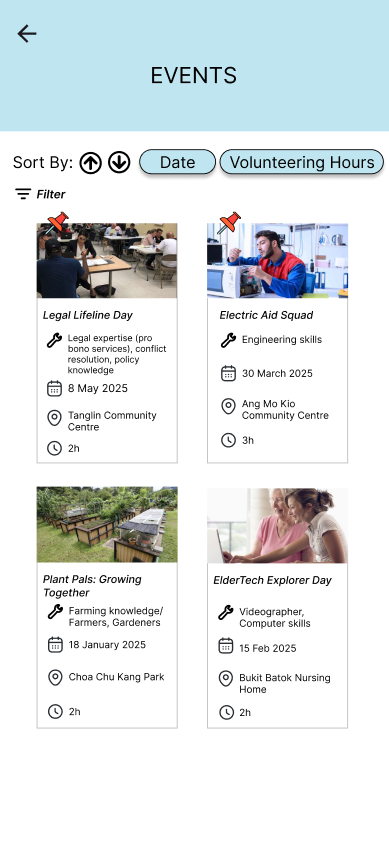 EVENTS
Sort By:
Date
Volunteering Hours
Filter
Legal Lifeline Day
Legal expertise (pro
bono services), conflict
resolution, policy
knowledge
8 May 2025
Tanglin Community
Centre
2h
Electric Aid Squad
Engineering skills
30 March 2025
Ang Mo Kio
Community Centre
3h
Plant Pals: Growing
Together
Farming knowledge/
Farmers, Gardeners
18 January 2025
Choa Chu Kang Park
2h
ElderTech Explorer Day
Videographer,
Computer skills
15 Feb 2025
Bukit Batok Nursing
Home
2h